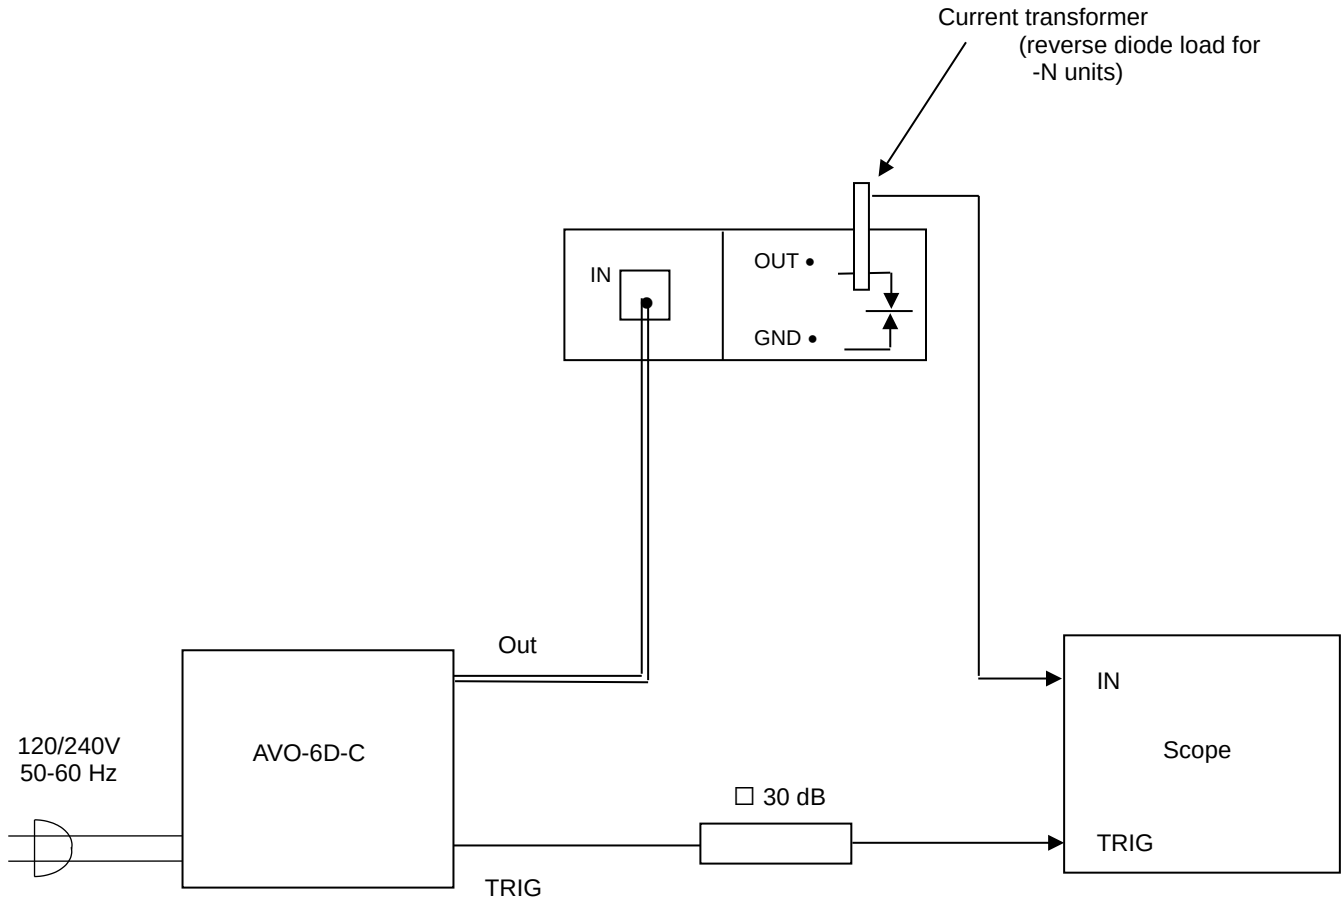 Current transformer
(reverse diode load for
-N units)
IN
OUT •
GND •
Out
120/240V
50-60 Hz
AVO-6D-C
IN
Scope
□ 30 dB
TRIG
TRIG